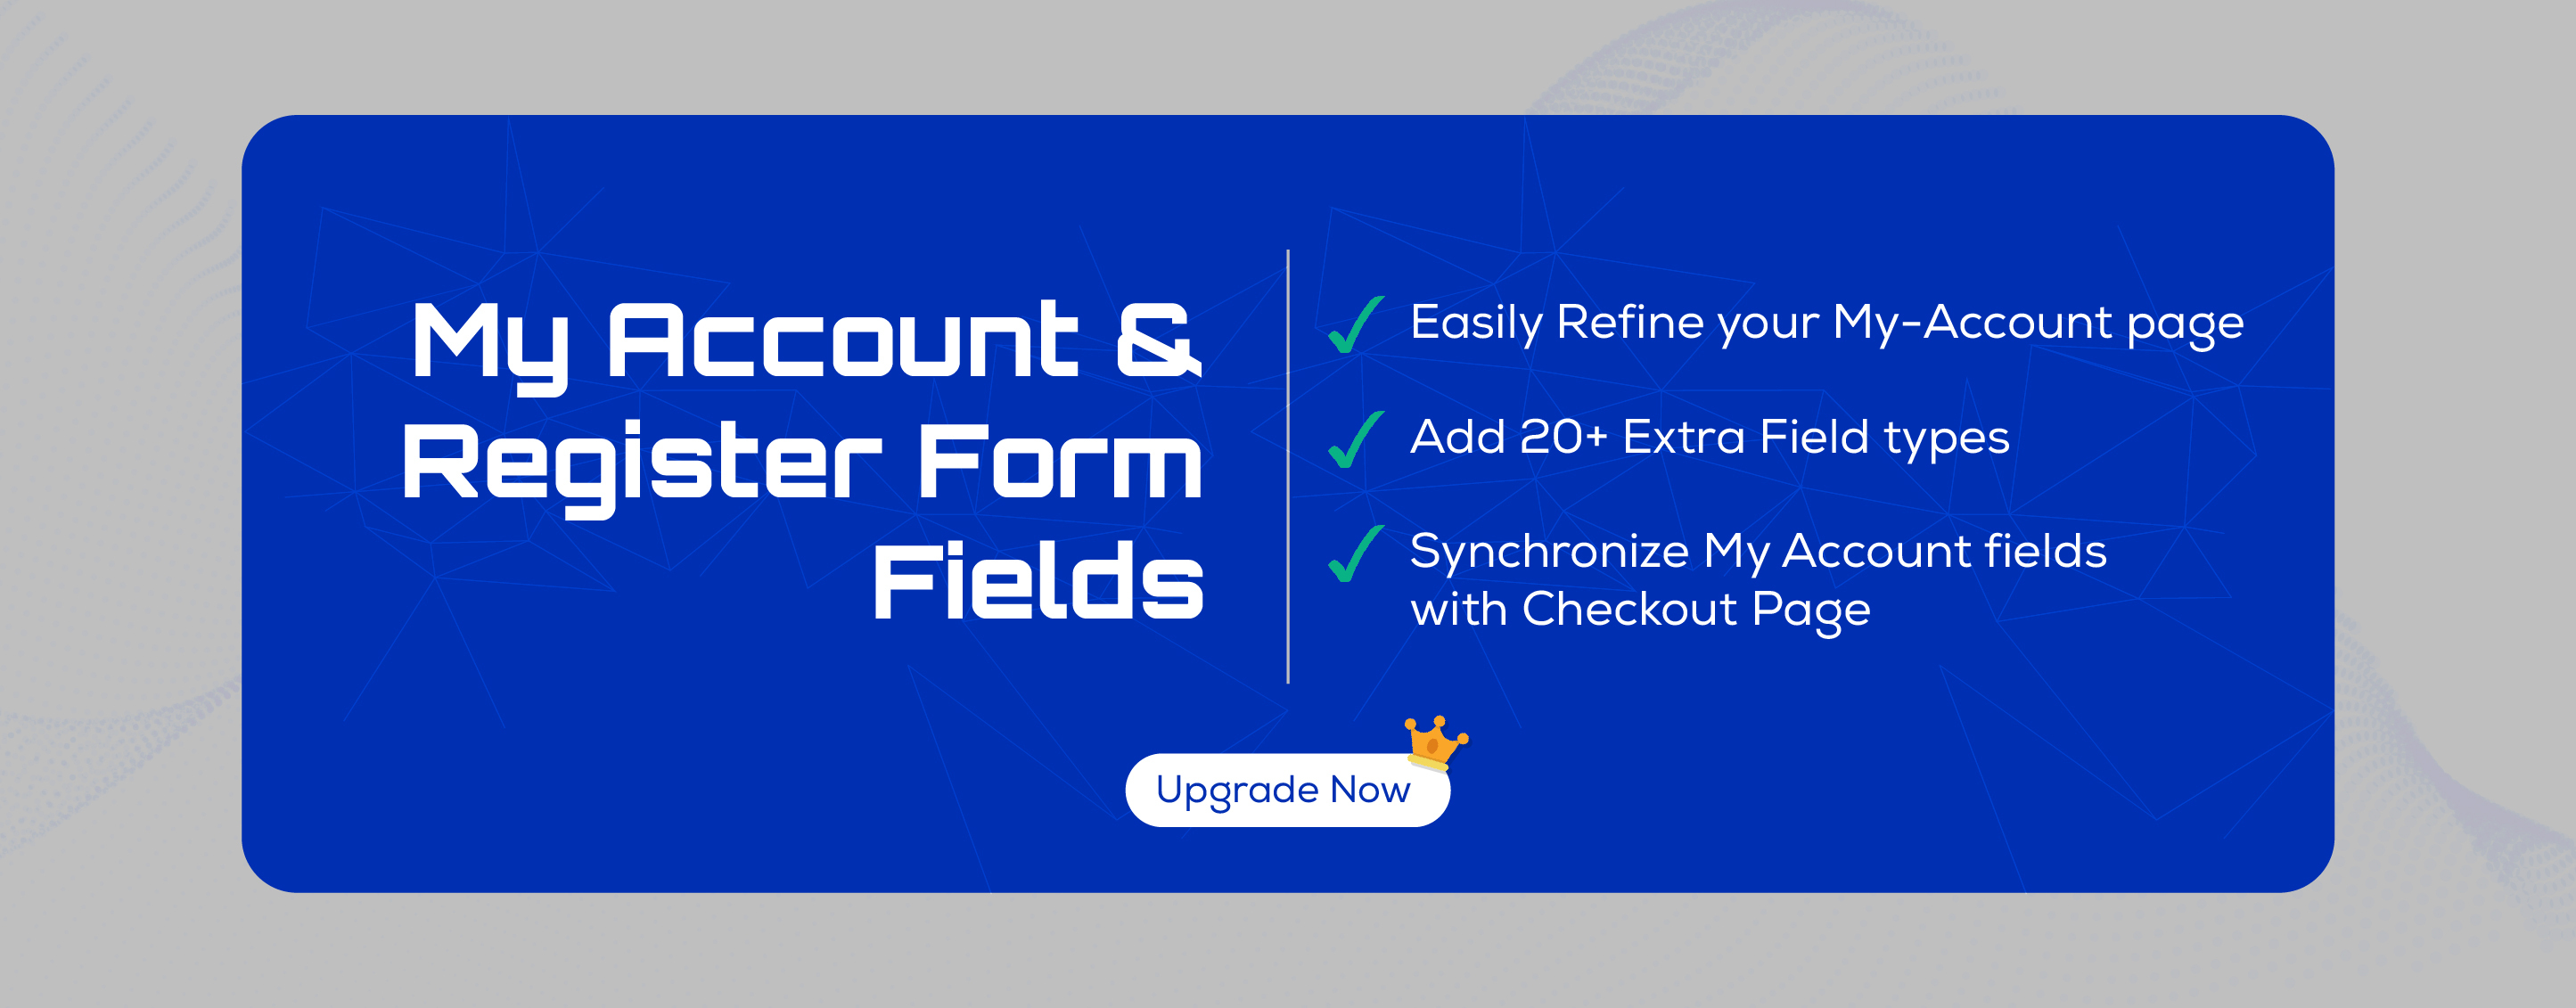 My Account &
Register Form
Fields
Easily Refine your My-Account page
Add 20+ Extra Field types
Synchronize My Account fields
with Checkout Page
Upgrade Now